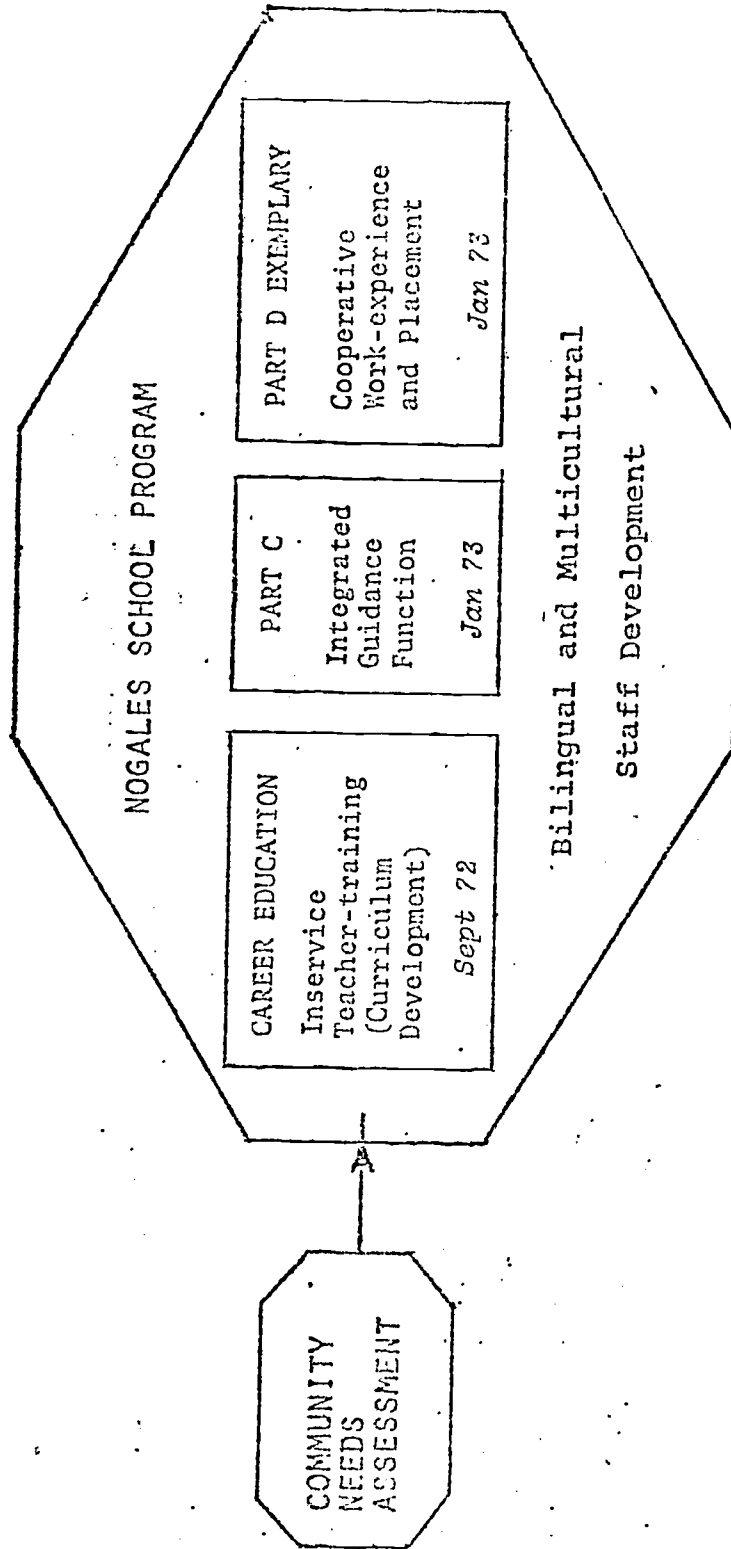 COMMUNITY
NEEDS
ASSESSMENT
NOGALES SCHOOL PROGRAM
CAREER EDUCATION
Inservice
Teacher-training
(Curriculum
Development)
Sept 72
PART C
Integrated
Guidance
Function
Jan 73
PART D EXEMPLARY
Cooperative
Work-experience
and Placement
Jan 73
Bilingual and Multicultural
Staff Development